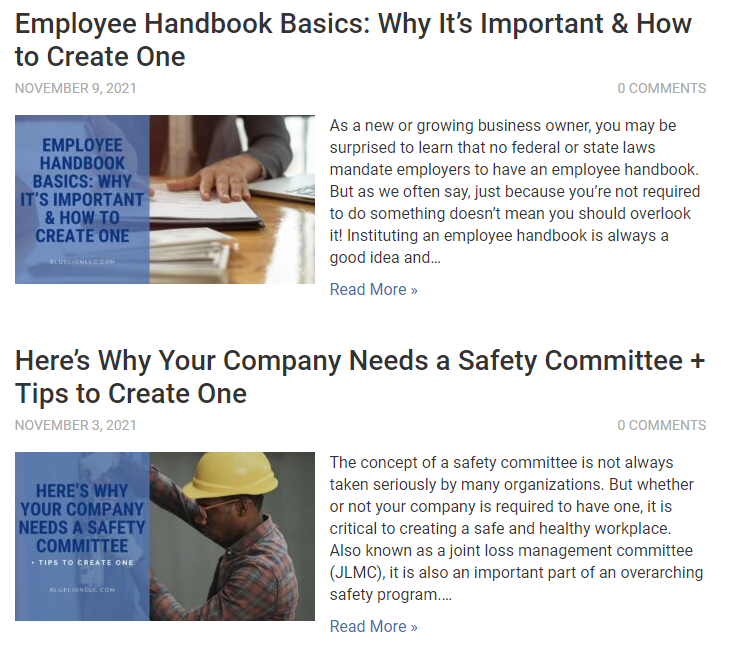 Employee Handbook Basics: Why It’s Important & How
to Create One
NOVEMBER 9, 2021 0 COMMENTS
EMPLOYEE
HANDBOOK
BASICS: WHY
IT'S IMPORTANT
& HOW TO
CREATE ONE
BLUELIONLLC.COM
As a new or growing business owner, you may be
surprised to learn that no federal or state laws
mandate employers to have an employee handbook.
But as we often say, just because you’re not required
to do something doesn’t mean you should overlook
it! Instituting an employee handbook is always a
good idea and…
Read More »
Here’s Why Your Company Needs a Safety Committee +
Tips to Create One
NOVEMBER 3, 2021 0 COMMENTS
HERE'S WHY
YOUR COMPANY
NEEDS A SAFETY
COMMITTEE
+ TIPS TO CREATE ONE
BLUELIONLLC.COM
The concept of a safety committee is not always
taken seriously by many organizations. But whether
or not your company is required to have one, it is
critical to creating a safe and healthy workplace.
Also known as a joint loss management committee
(JLMC), it is also an important part of an overarching
safety program.…
Read More »